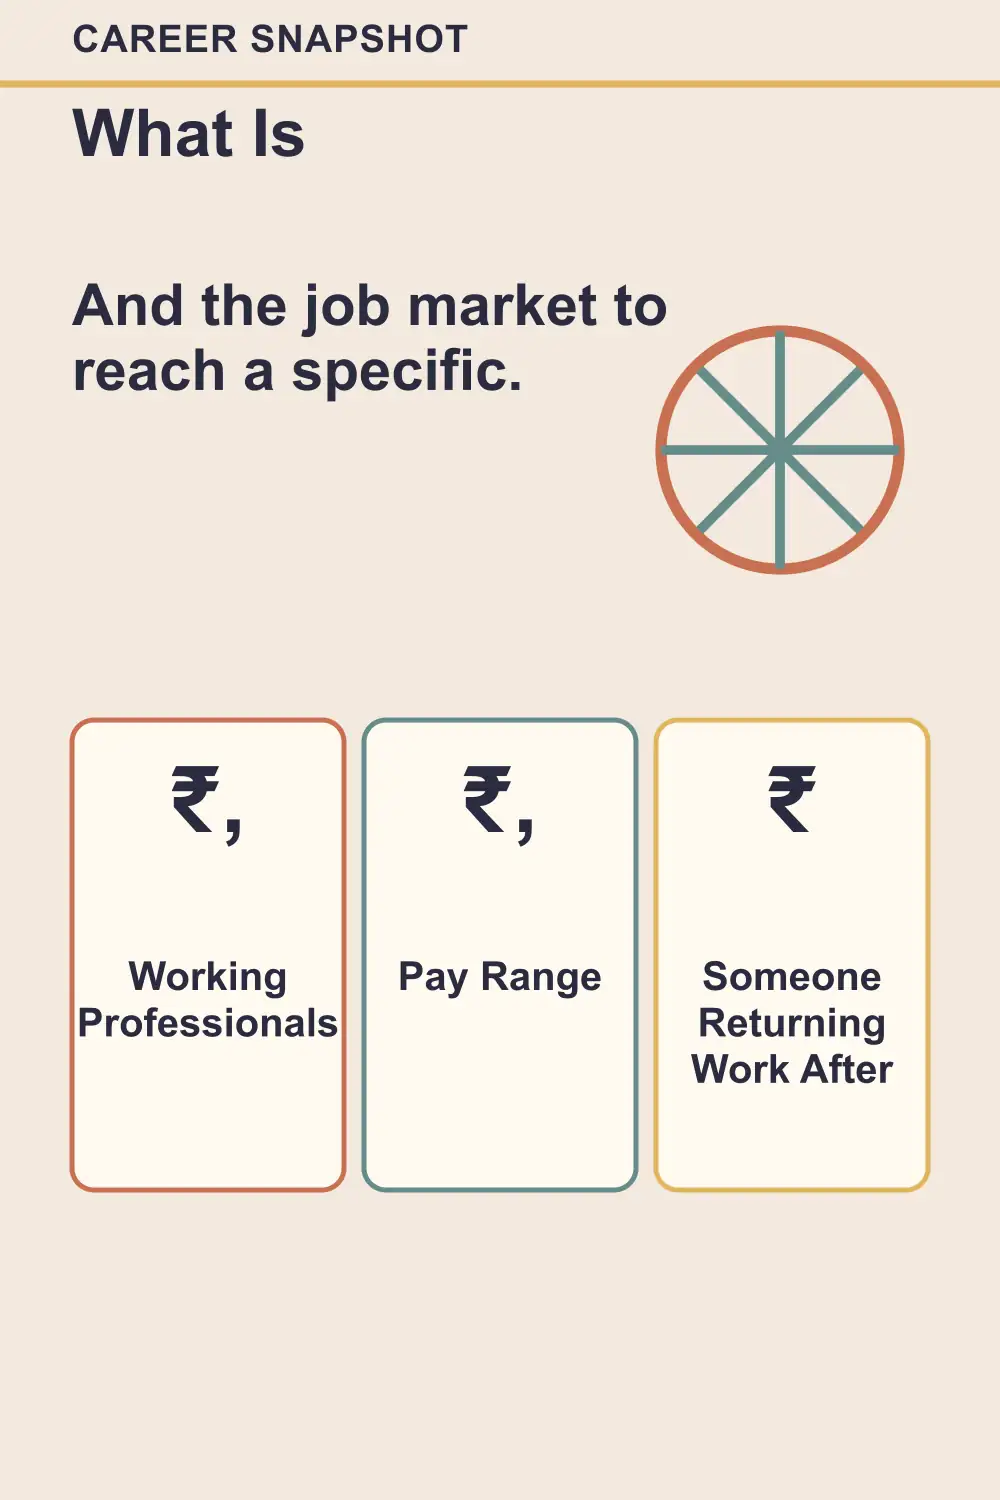 CAREER SNAPSHOT
What Is
And the job market to
reach a specific.
₹,
Working
Professionals
₹,
Pay Range
₹
Someone
Returning
Work After